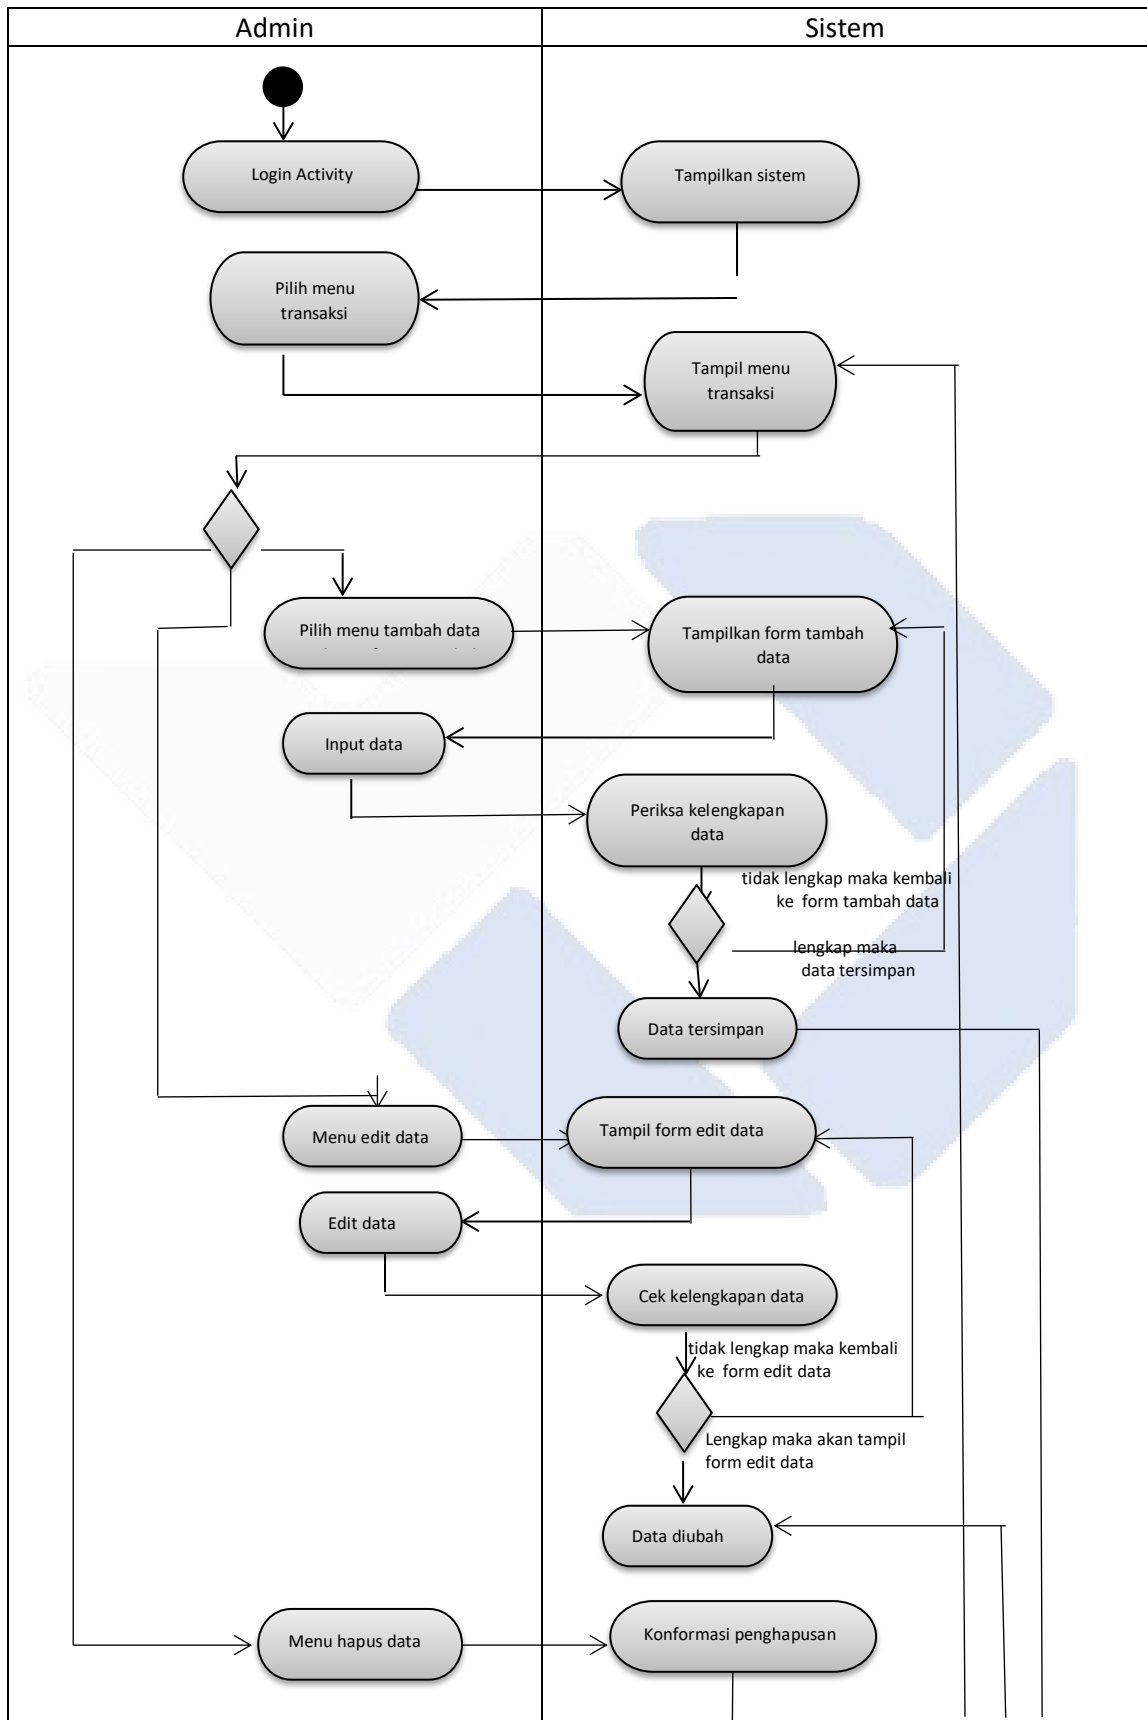 Admin
Sistem
Login Activity
Tampilkan sistem
Pilih menu
transaksi
Tampil menu
transaksi
Pilih menu tambah data
Tampilkan form tambah
data
Input data
Periksa kelengkapan
data
tidak lengkap maka kembali
ke form tambah data
lengkap maka
data tersimpan
Data tersimpan
Menu edit data
Tampil form edit data
Edit data
Cek kelengkapan data
tidak lengkap maka kembali
ke form edit data
Lengkap maka akan tampil
form edit data
Data diubah
Menu hapus data
Konformasi penghapusan